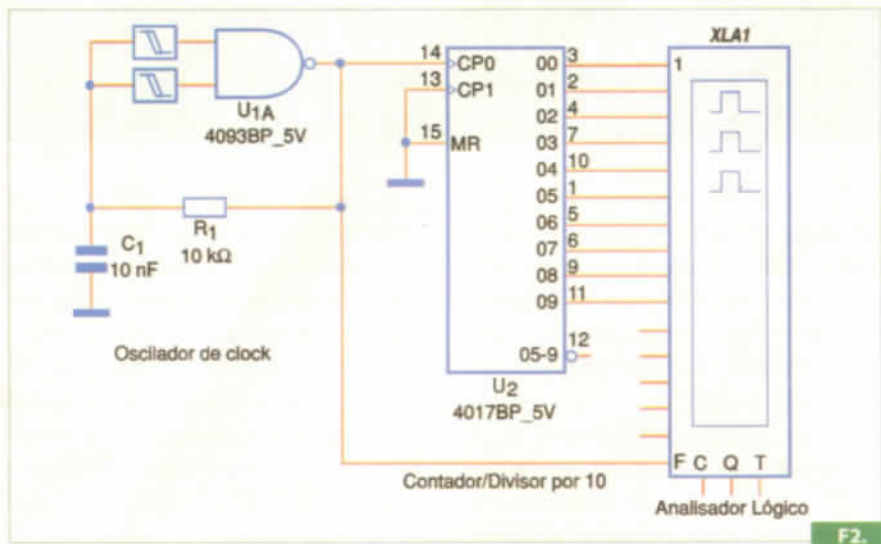 XLA1
14
CP0
00
3
1
13
CP1
01
2
02
4
U1A
4093BP_5V
15
MR
03
7
04
10
05
1
06
5
R1
10 kΩ
07
6
C1
10 nF
08
9
09
11
Oscilador de clock
05-9
12
U2
4017BP_5V
F C Q T
Contador/Divisor por 10
Analisador Lógico
F2.